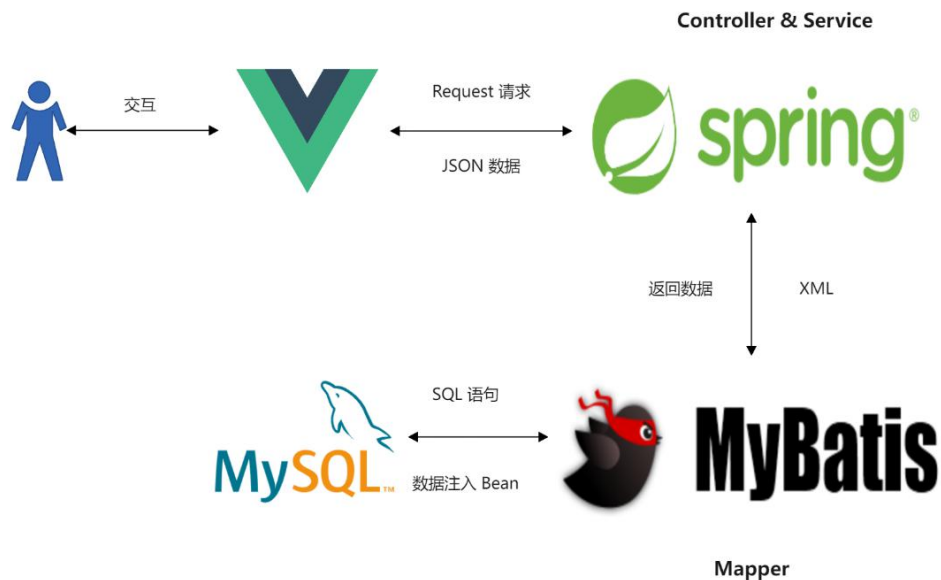 Controller & Service
交互
Request 请求
JSON 数据
spring®
返回数据
XML
SQL 语句
MySQL™
数据注入 Bean
MyBatis
Mapper